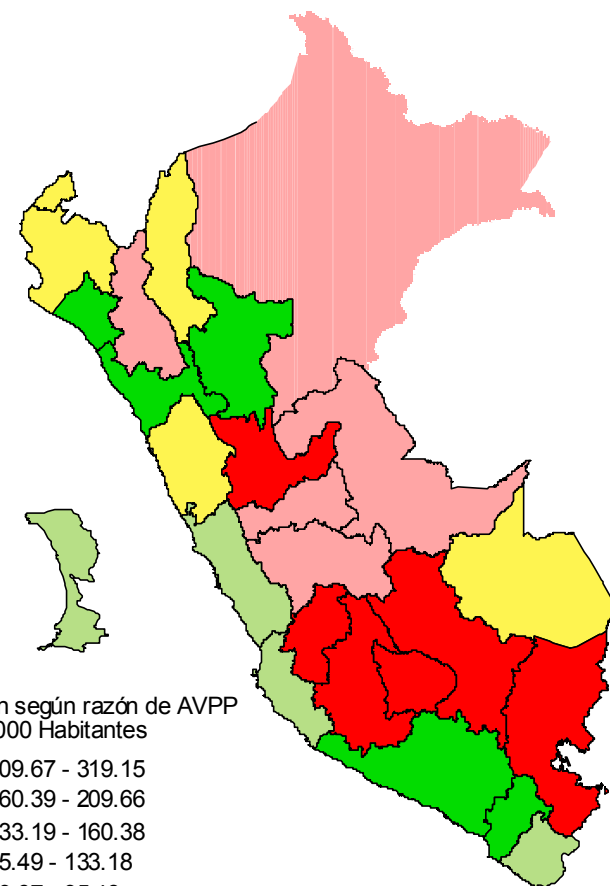 n según razón de AVPP
000 Habitantes
09.67 - 319.15
60.39 - 209.66
33.19 - 160.38
5.49 - 133.18